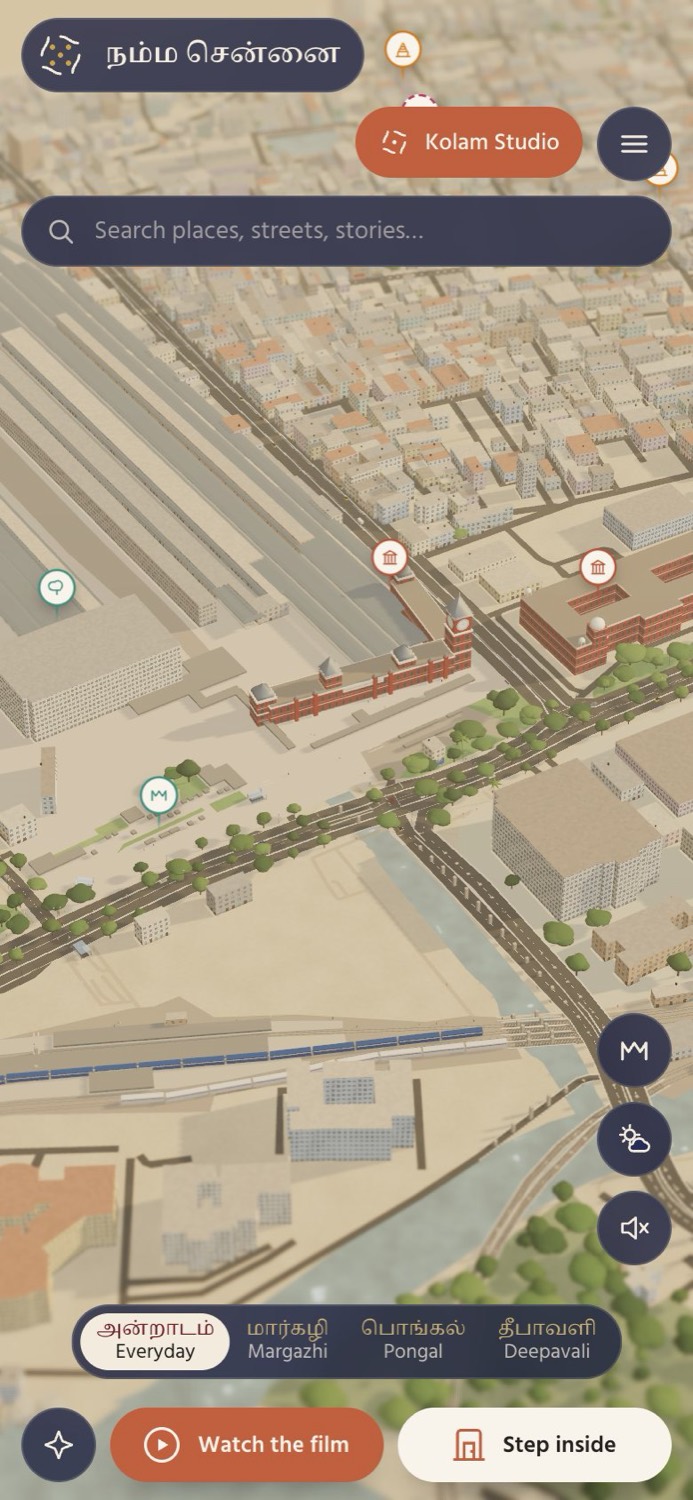 நம்ம சென்னை
Kolam Studio
Search places, streets, stories...
அன்றாடம்
Everyday
மார்கழி
Margazhi
பொங்கல்
Pongal
தீபாவளி
Deepavali
Watch the film
Step inside